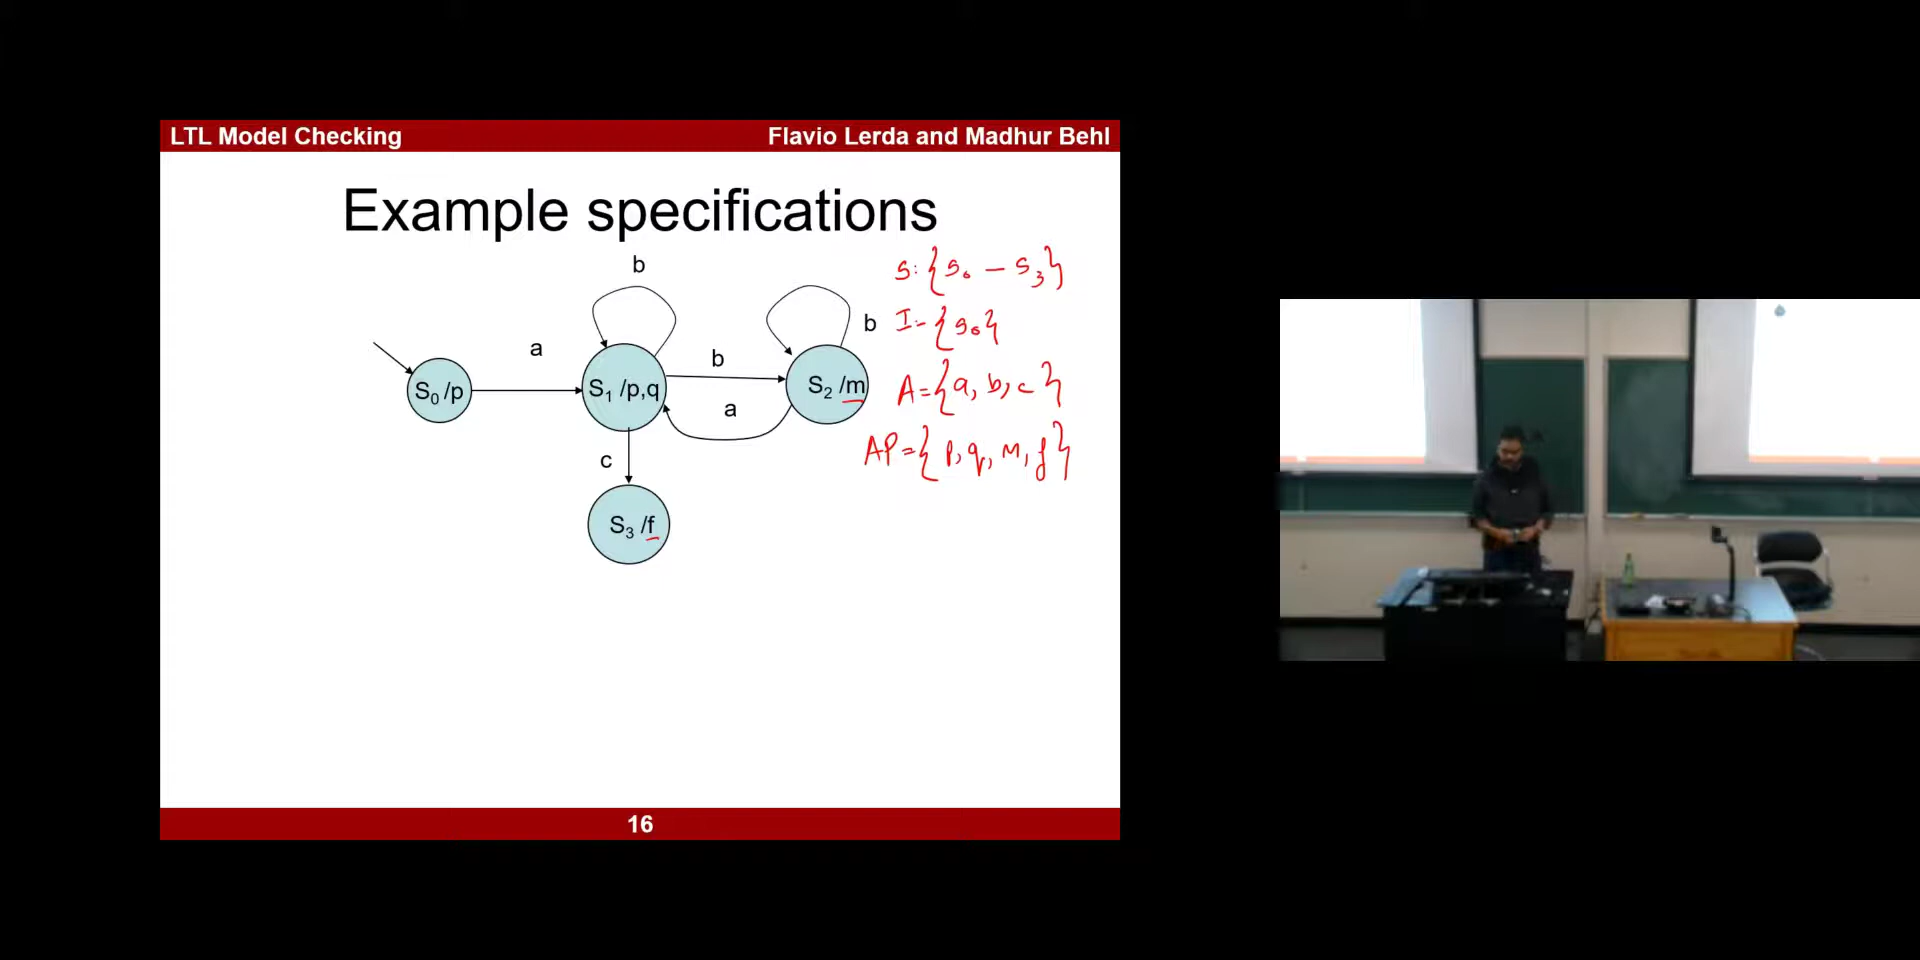 LTL Model Checking Flavio Lerda and Madhur Behl
Example specifications
b
S: {S₀ – S₃}
b
I:- {S₀}
a
b
S₀ /p
S₁ /p,q
S₂ /m
A={a, b, c}
a
AP={p, q, m, f}
c
S₃ /f
16